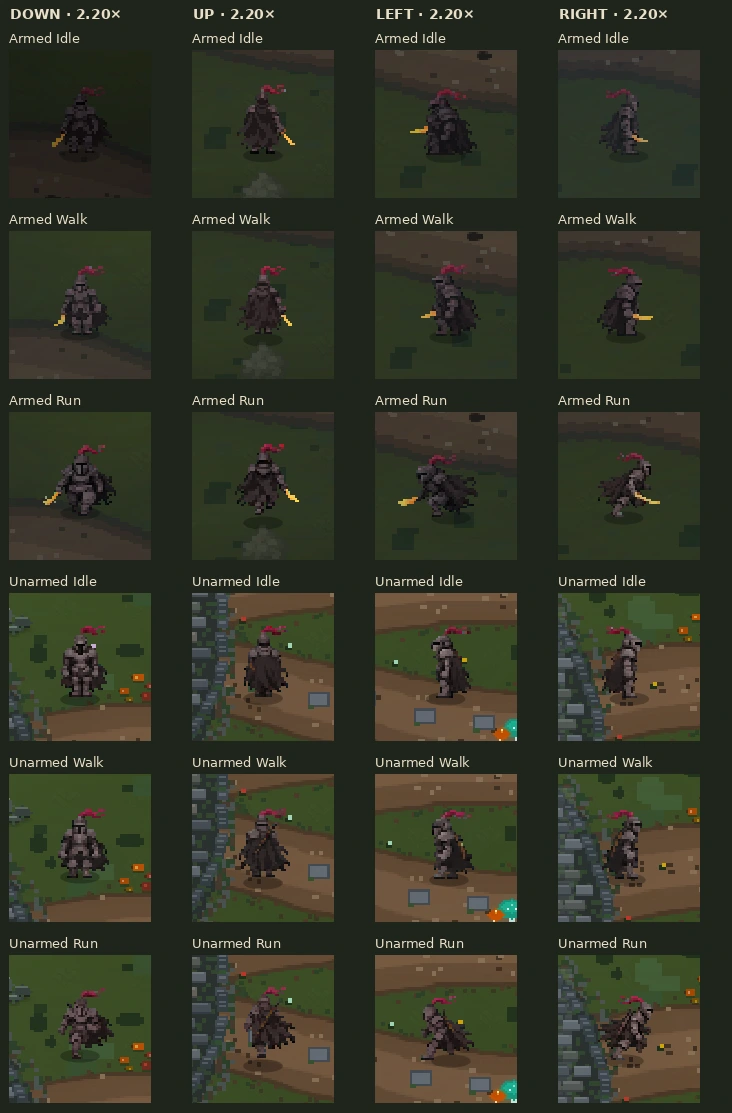 DOWN · 2.20× UP · 2.20× LEFT · 2.20× RIGHT · 2.20×
Armed Idle Armed Idle Armed Idle Armed Idle
Armed Walk Armed Walk Armed Walk Armed Walk
Armed Run Armed Run Armed Run Armed Run
Unarmed Idle Unarmed Idle Unarmed Idle Unarmed Idle
Unarmed Walk Unarmed Walk Unarmed Walk Unarmed Walk
Unarmed Run Unarmed Run Unarmed Run Unarmed Run